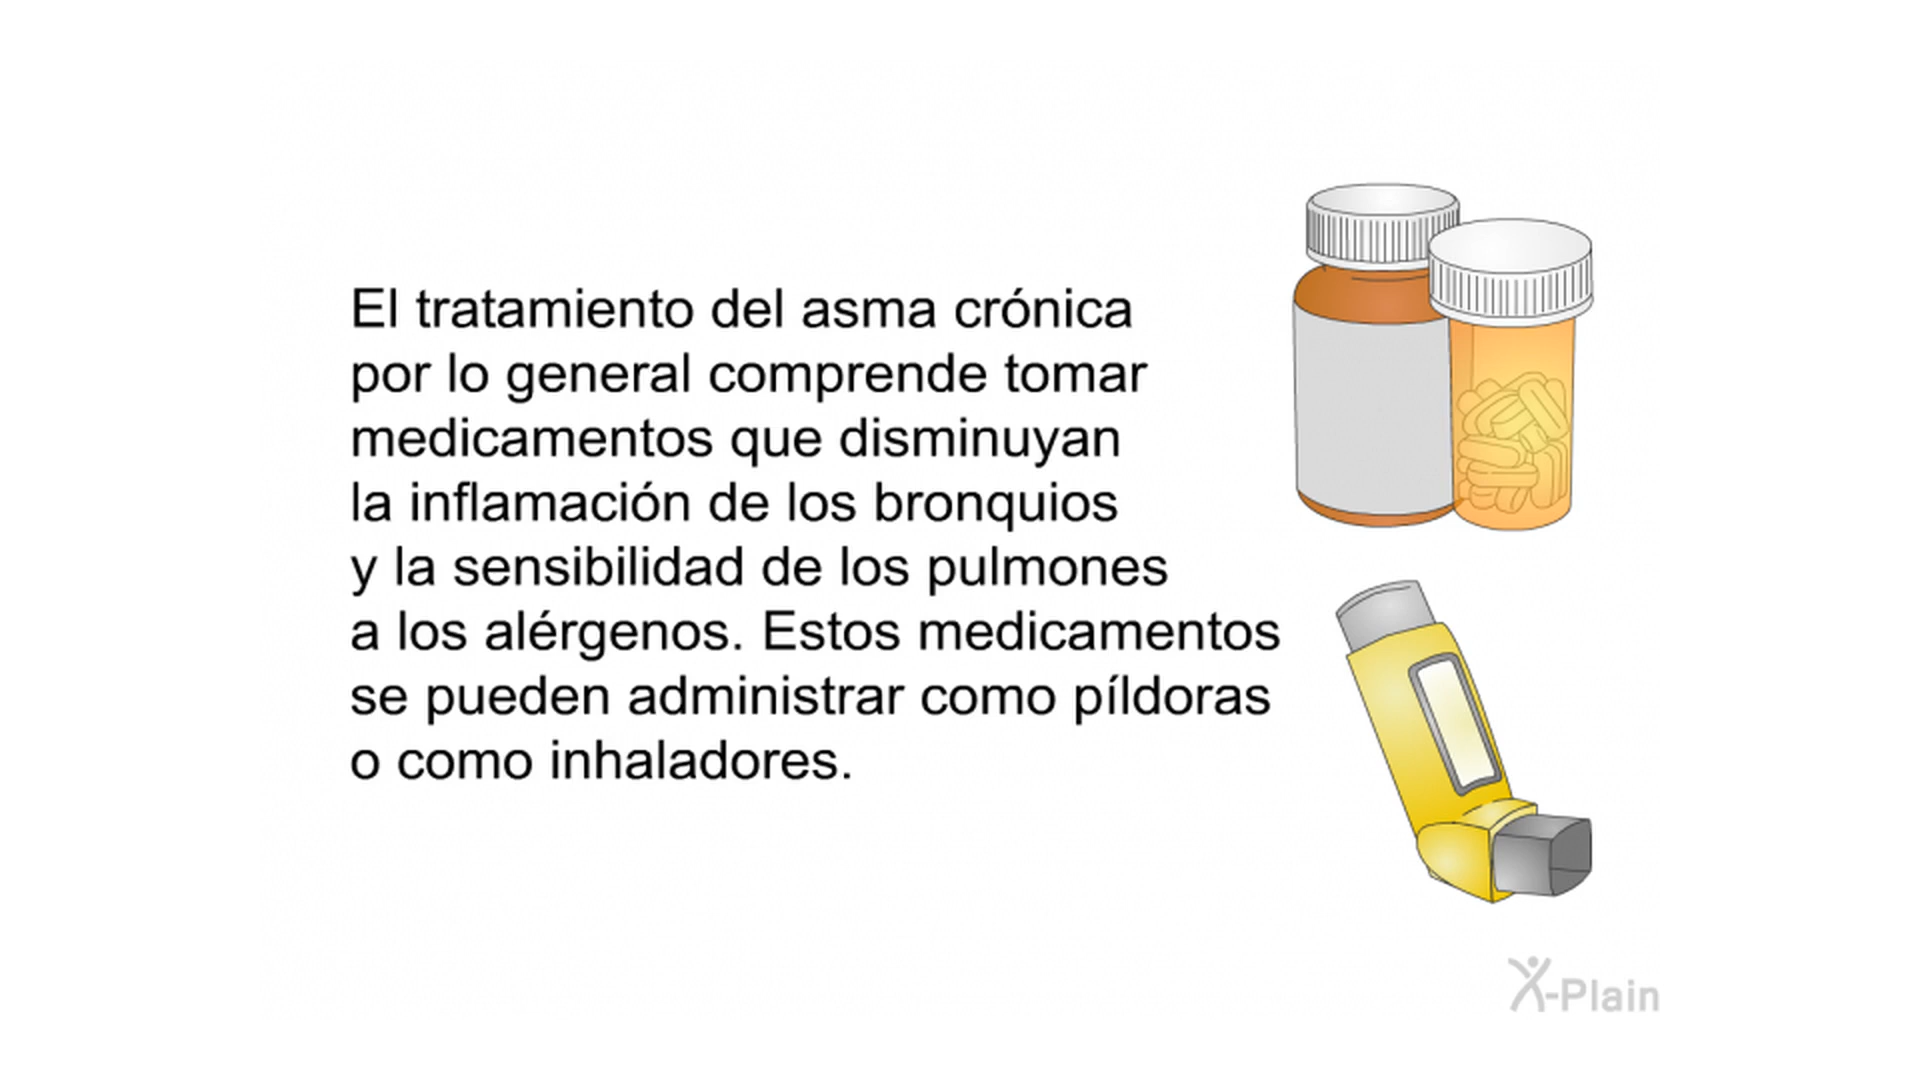 El tratamiento del asma crónica
por lo general comprende tomar
medicamentos que disminuyan
la inflamación de los bronquios
y la sensibilidad de los pulmones
a los alérgenos. Estos medicamentos
se pueden administrar como píldoras
o como inhaladores.
X-Plain